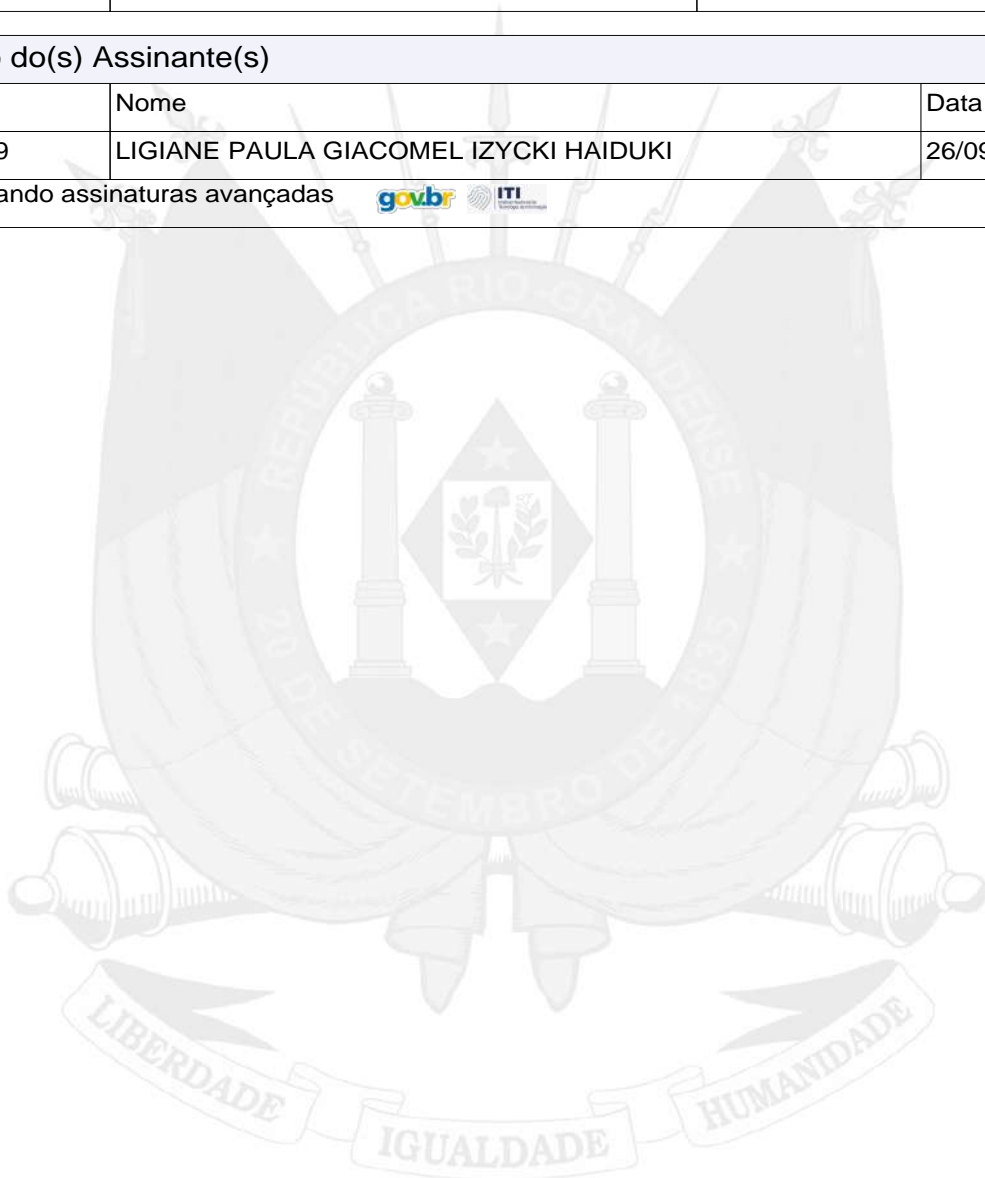 do(s) Assinante(s)
Nome Data
9 LIGIANE PAULA GIACOMEL IZYCKI HAIDUKI 26/09
ando assinaturas avançadas gov.br ITI
REPÚBLICA RIO-GRANDENSE
★ 20 DE SETEMBRO DE 1835 ★
LIBERDADE IGUALDADE HUMANIDADE